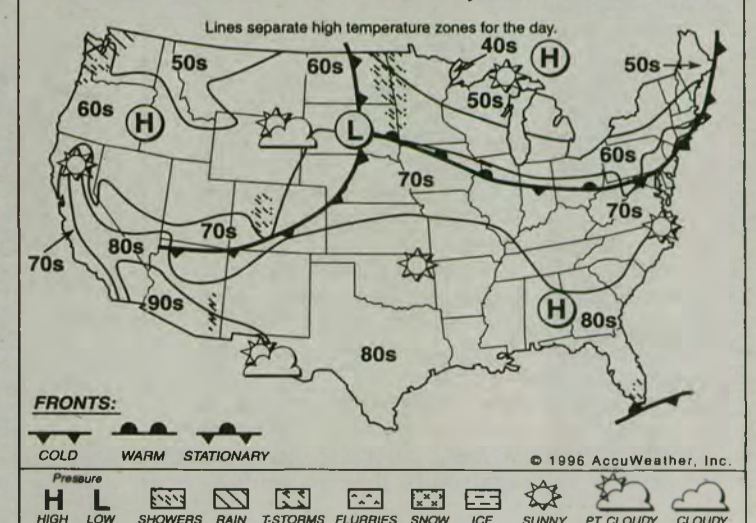 Lines separate high temperature zones for the day.
40s
H
50s
60s
50s
50s
60s
H
L
60s
70s
70s
70s
80s
70s
90s
H
80s
80s
FRONTS:
COLD WARM STATIONARY
© 1996 AccuWeather, Inc.
Pressure
H L
HIGH LOW SHOWERS RAIN T-STORMS FLURRIES SNOW ICE SUNNY PT. CLOUDY CLOUDY